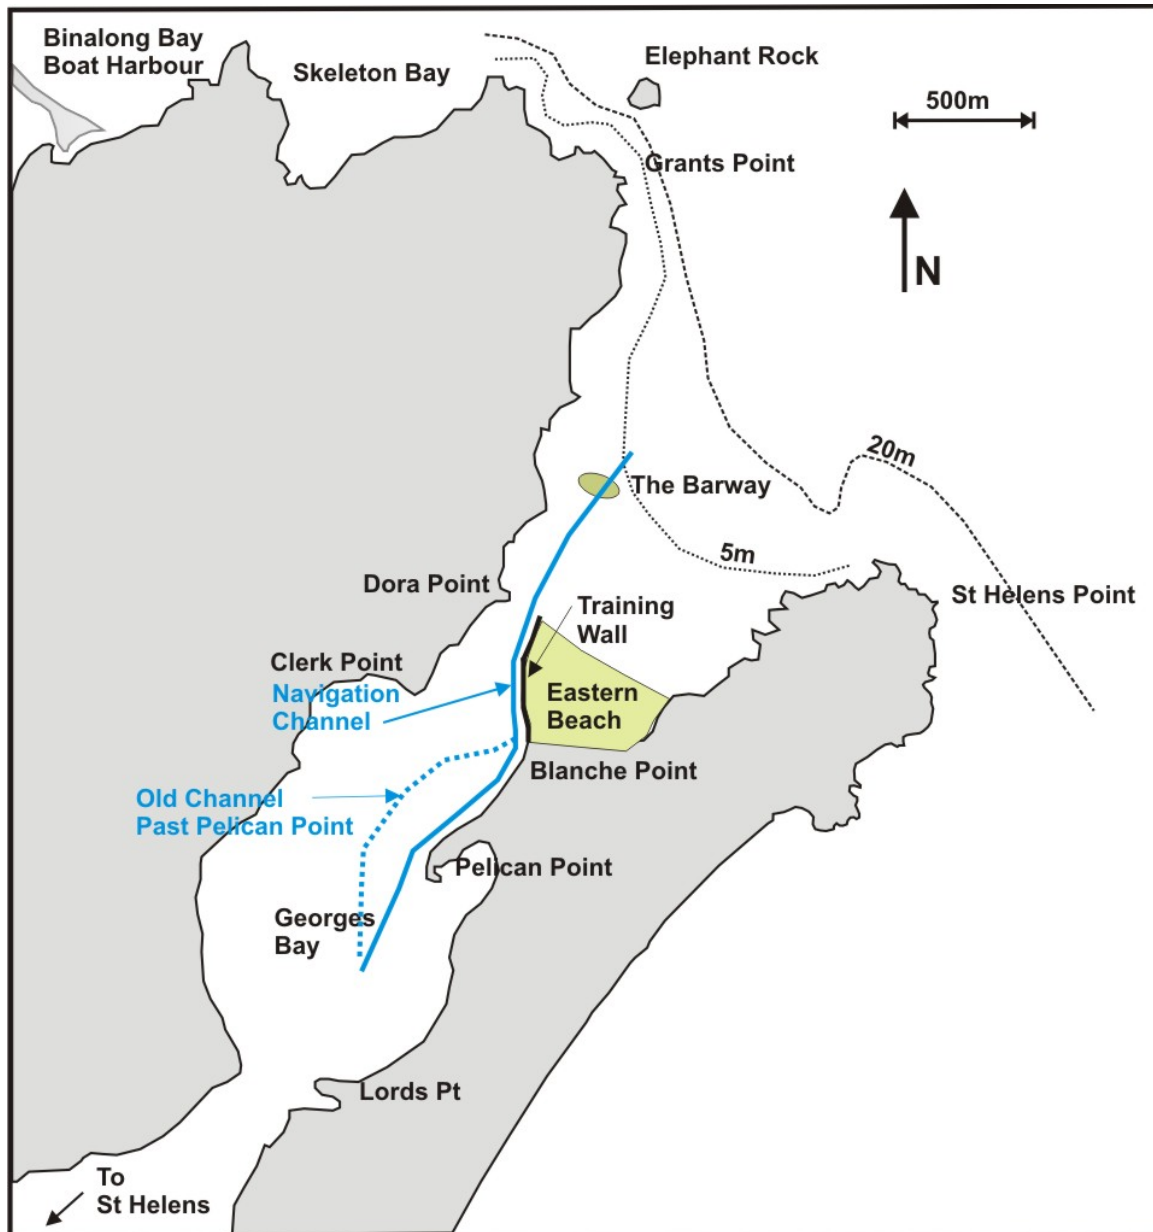 Binalong Bay
Boat Harbour
Skeleton Bay
Elephant Rock
500m
Grants Point
N
20m
The Barway
5m
Dora Point
Training
Wall
St Helens Point
Clerk Point
Navigation
Channel
Eastern
Beach
Blanche Point
Old Channel
Past Pelican Point
Pelican Point
Georges
Bay
Lords Pt
To
St Helens